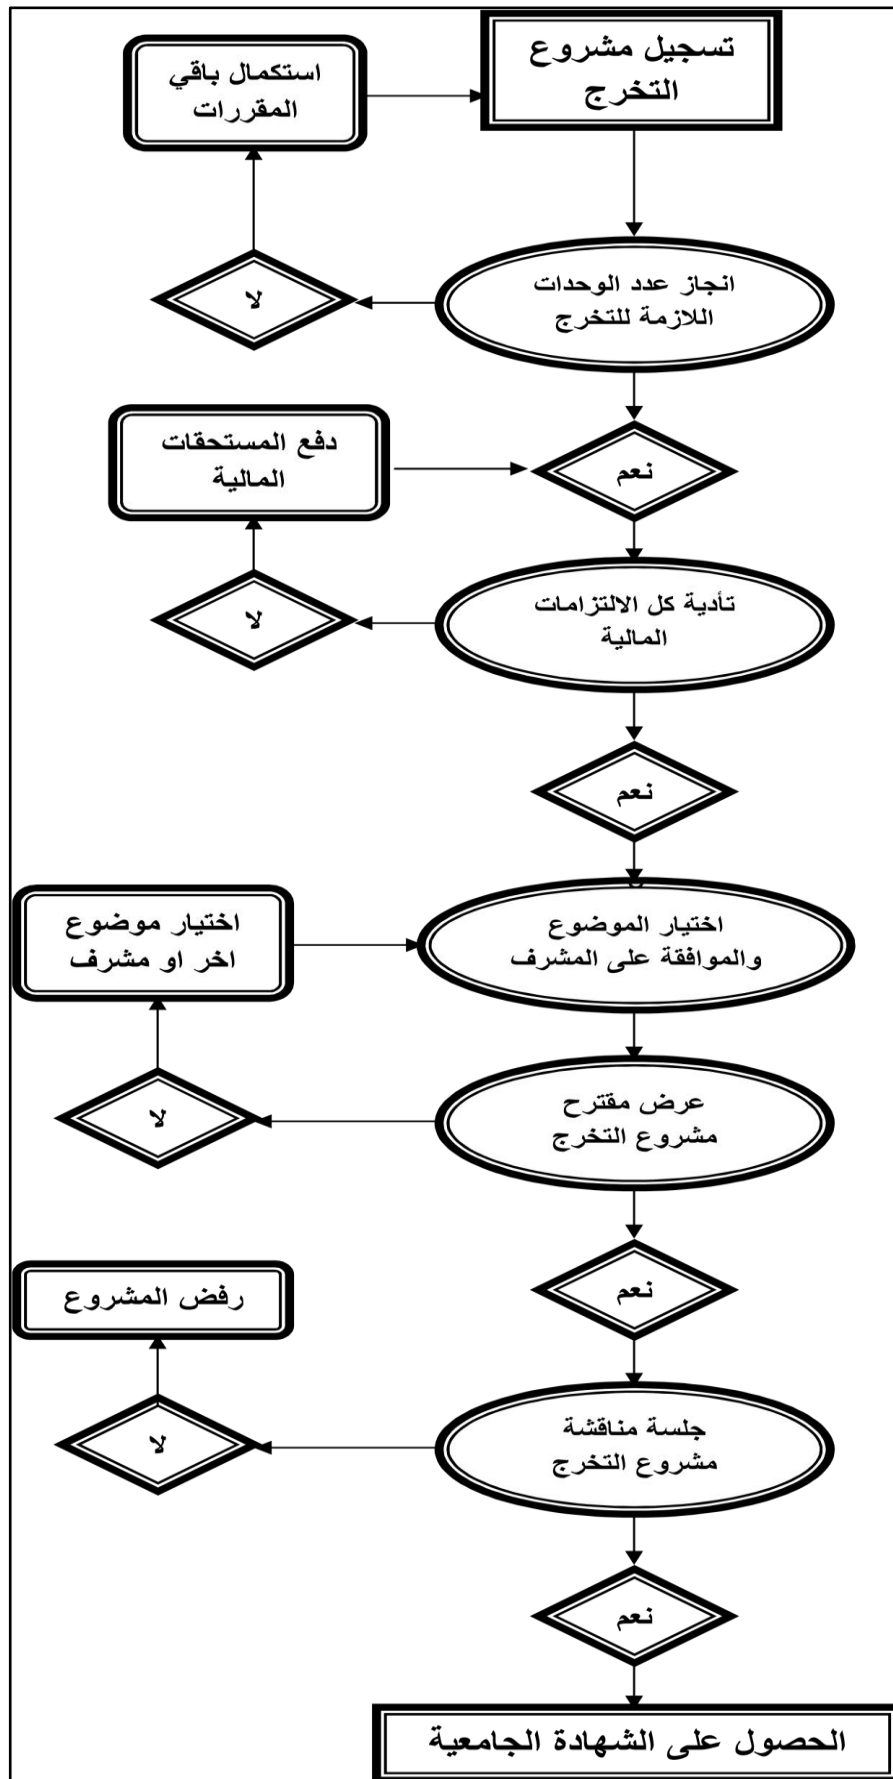 تسجيل مشروع
التخرج
استكمال باقي
المقررات
انجاز عدد الوحدات
اللازمة للتخرج
لا
دفع المستحقات
المالية
نعم
تأدية كل الالتزامات
المالية
لا
نعم
اختيار الموضوع
والموافقة على المشرف
اختيار موضوع
اخر او مشرف
عرض مقترح
مشروع التخرج
لا
نعم
رفض المشروع
جلسة مناقشة
مشروع التخرج
لا
نعم
الحصول على الشهادة الجامعية